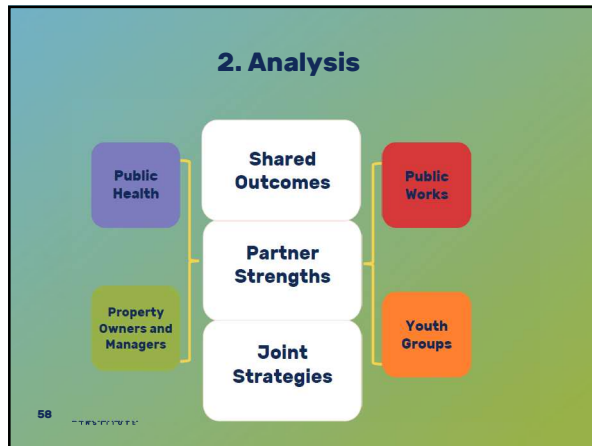 2. Analysis
Public
Health
Property
Owners and
Managers
Shared
Outcomes
Partner
Strengths
Joint
Strategies
Public
Works
Youth
Groups
58